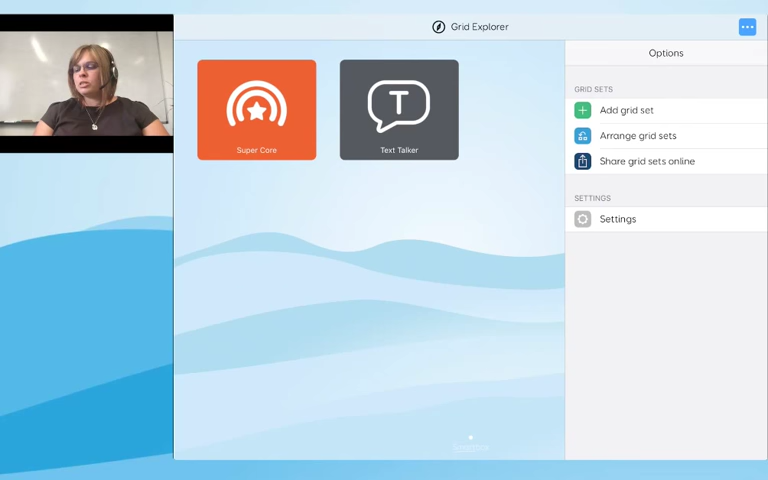 Grid Explorer
Super Core
T
Text Talker
Options
GRID SETS
Add grid set
Arrange grid sets
Share grid sets online
SETTINGS
Settings